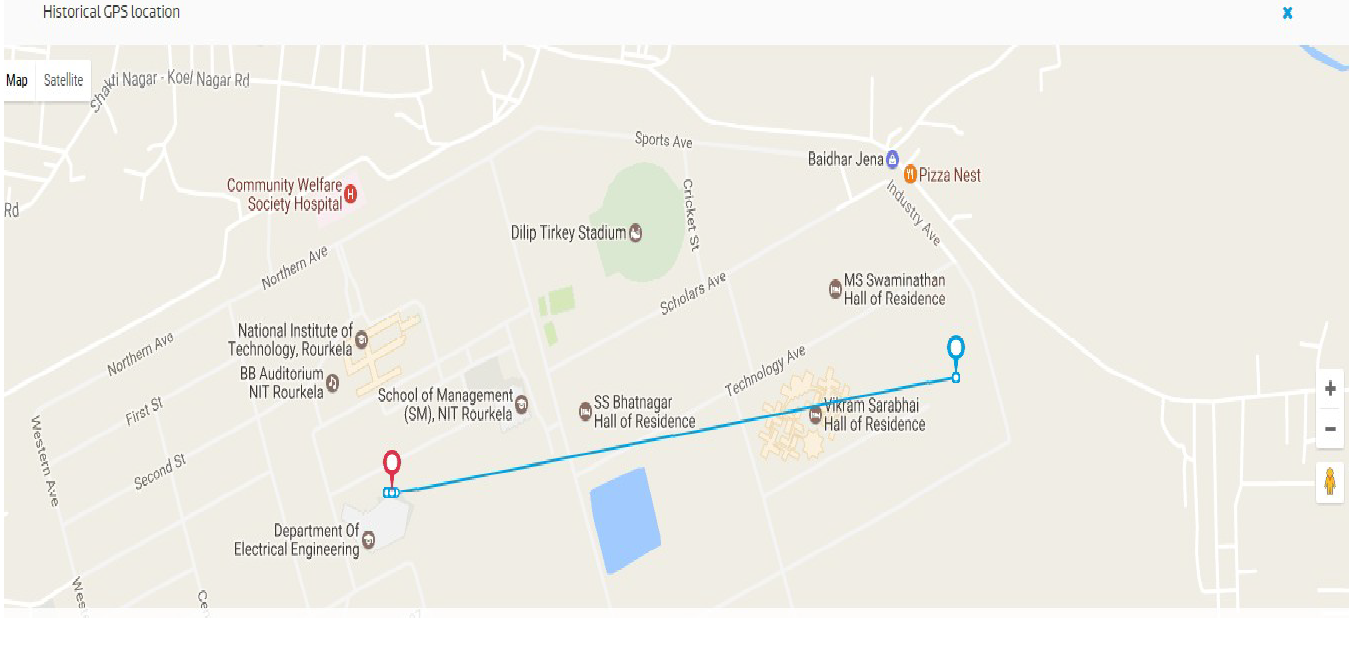 Historical GPS location
Map
Satellite
Shakti Nagar - Koel Nagar Rd
Sports Ave
Baidhar Jena
Pizza Nest
Community Welfare
Society Hospital
Rd
Cricket St
Industry Ave
Dilip Tirkey Stadium
Northern Ave
Scholars Ave
MS Swaminathan
Hall of Residence
National Institute of
Technology, Rourkela
Northern Ave
BB Auditorium
NIT Rourkela
Technology Ave
School of Management
(SM), NIT Rourkela
SS Bhatnagar
Hall of Residence
Vikram Sarabhai
Hall of Residence
First St
Western Ave
Second St
Department Of
Electrical Engineering